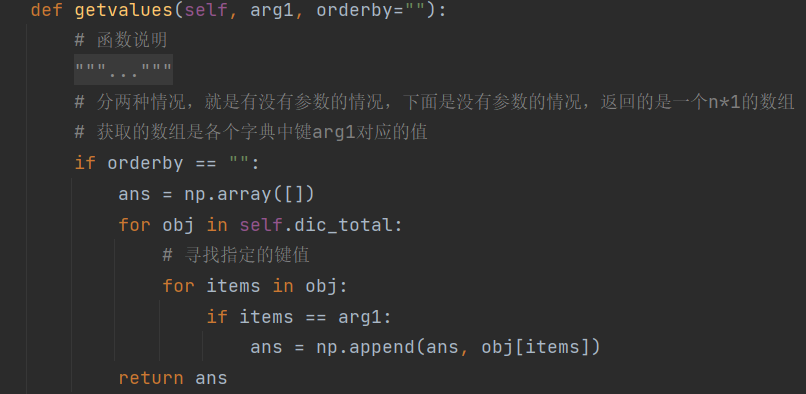 def getvalues(self, arg1, orderby=""):
# 函数说明
"""..."""
# 分两种情况，就是有没有参数的情况，下面是没有参数的情况，返回的是一个n*1的数组
# 获取的数组是各个字典中键arg1对应的值
if orderby == "":
ans = np.array([])
for obj in self.dic_total:
# 寻找指定的键值
for items in obj:
if items == arg1:
ans = np.append(ans, obj[items])
return ans